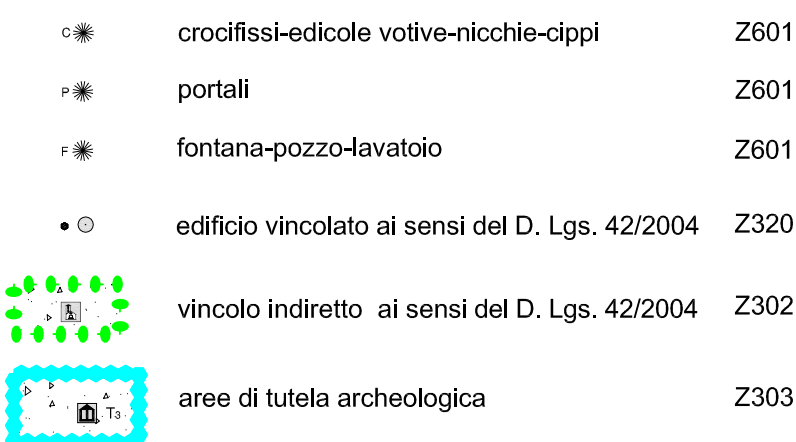 C crocifissi-edicole votive-nicchie-cippi Z601
P portali Z601
F fontana-pozzo-lavatoio Z601
edificio vincolato ai sensi del D. Lgs. 42/2004 Z320
vincolo indiretto ai sensi del D. Lgs. 42/2004 Z302
T3 aree di tutela archeologica Z303